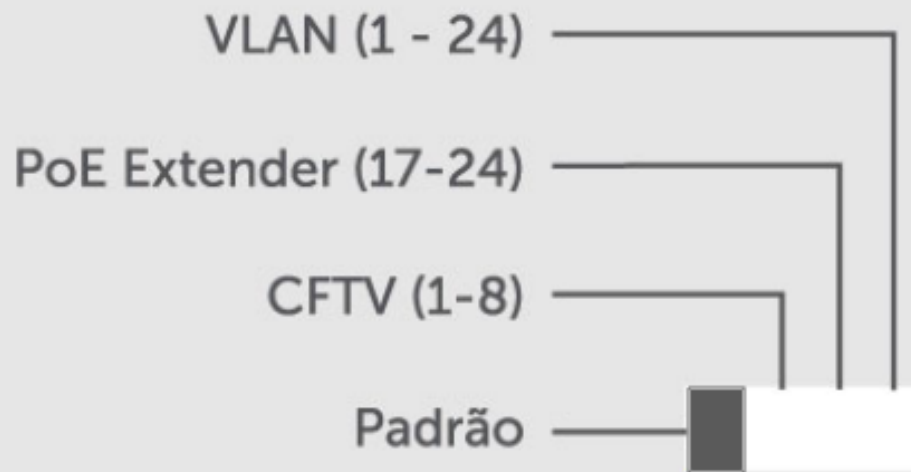 VLAN (1 - 24)
PoE Extender (17-24)
CFTV (1-8)
Padrão